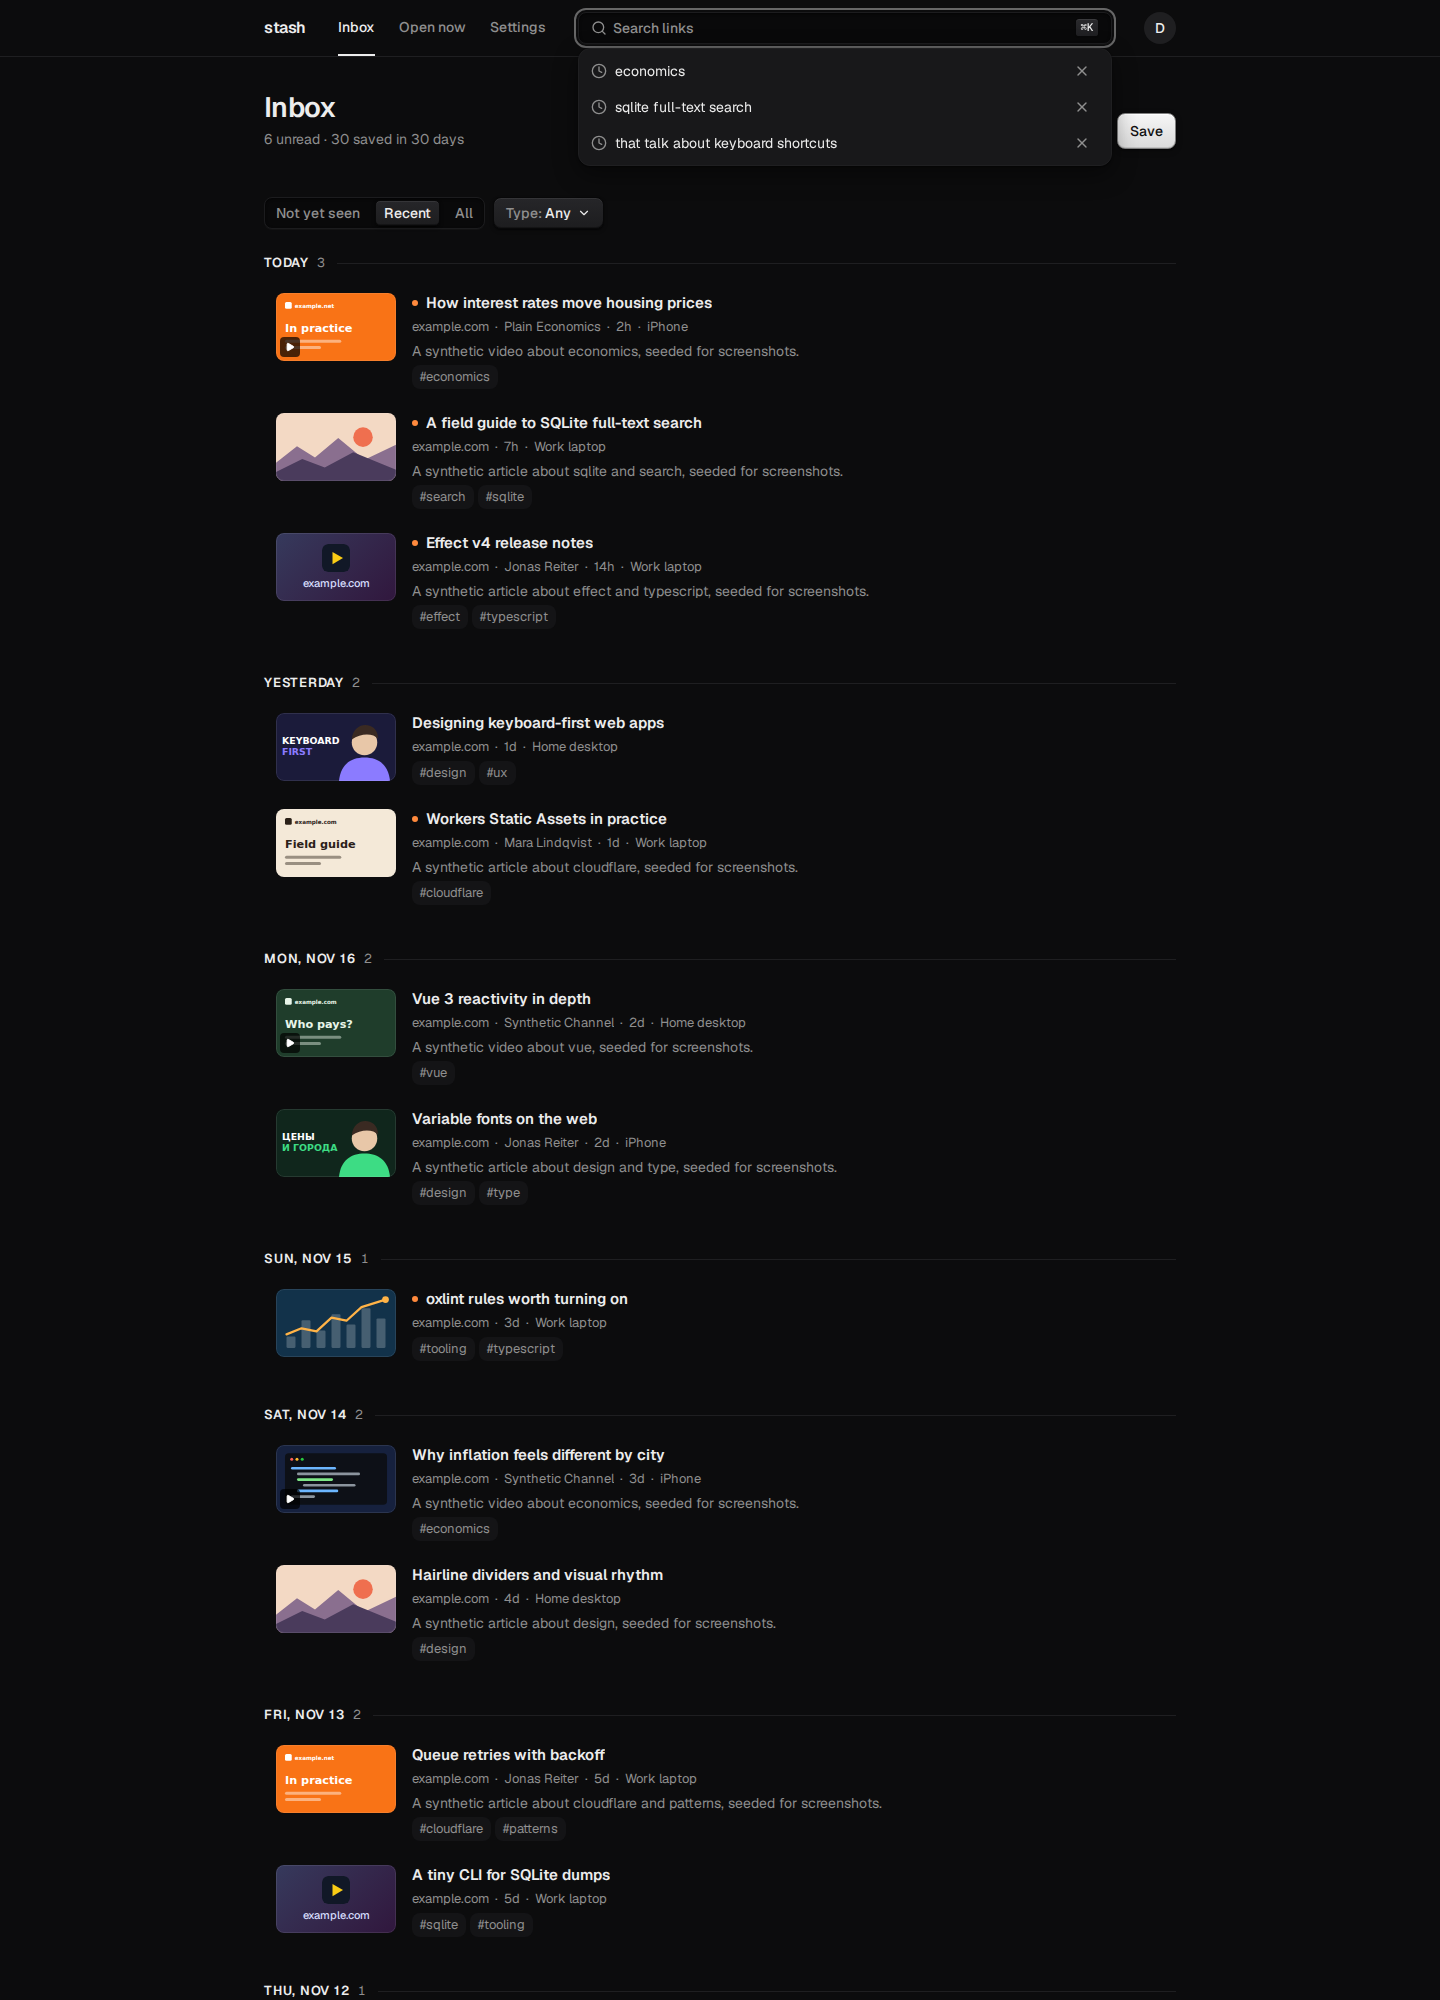 stash Inbox Open now Settings Search links ⌘K D
economics
sqlite full-text search
that talk about keyboard shortcuts
Inbox
6 unread · 30 saved in 30 days
Save
Not yet seen Recent All Type: Any
TODAY 3
example.net
In practice
How interest rates move housing prices
example.com · Plain Economics · 2h · iPhone
A synthetic video about economics, seeded for screenshots.
#economics
A field guide to SQLite full-text search
example.com · 7h · Work laptop
A synthetic article about sqlite and search, seeded for screenshots.
#search #sqlite
example.com
Effect v4 release notes
example.com · Jonas Reiter · 14h · Work laptop
A synthetic article about effect and typescript, seeded for screenshots.
#effect #typescript
YESTERDAY 2
KEYBOARD
FIRST
Designing keyboard-first web apps
example.com · 1d · Home desktop
#design #ux
example.com
Field guide
Workers Static Assets in practice
example.com · Mara Lindqvist · 1d · Work laptop
A synthetic article about cloudflare, seeded for screenshots.
#cloudflare
MON, NOV 16 2
example.com
Who pays?
Vue 3 reactivity in depth
example.com · Synthetic Channel · 2d · Home desktop
A synthetic video about vue, seeded for screenshots.
#vue
ЦЕНЫ
И ГОРОДА
Variable fonts on the web
example.com · Jonas Reiter · 2d · iPhone
A synthetic article about design and type, seeded for screenshots.
#design #type
SUN, NOV 15 1
oxlint rules worth turning on
example.com · 3d · Work laptop
#tooling #typescript
SAT, NOV 14 2
Why inflation feels different by city
example.com · Synthetic Channel · 3d · iPhone
A synthetic video about economics, seeded for screenshots.
#economics
Hairline dividers and visual rhythm
example.com · 4d · Home desktop
A synthetic article about design, seeded for screenshots.
#design
FRI, NOV 13 2
example.net
In practice
Queue retries with backoff
example.com · Jonas Reiter · 5d · Work laptop
A synthetic article about cloudflare and patterns, seeded for screenshots.
#cloudflare #patterns
example.com
A tiny CLI for SQLite dumps
example.com · 5d · Work laptop
#sqlite #tooling
THU, NOV 12 1